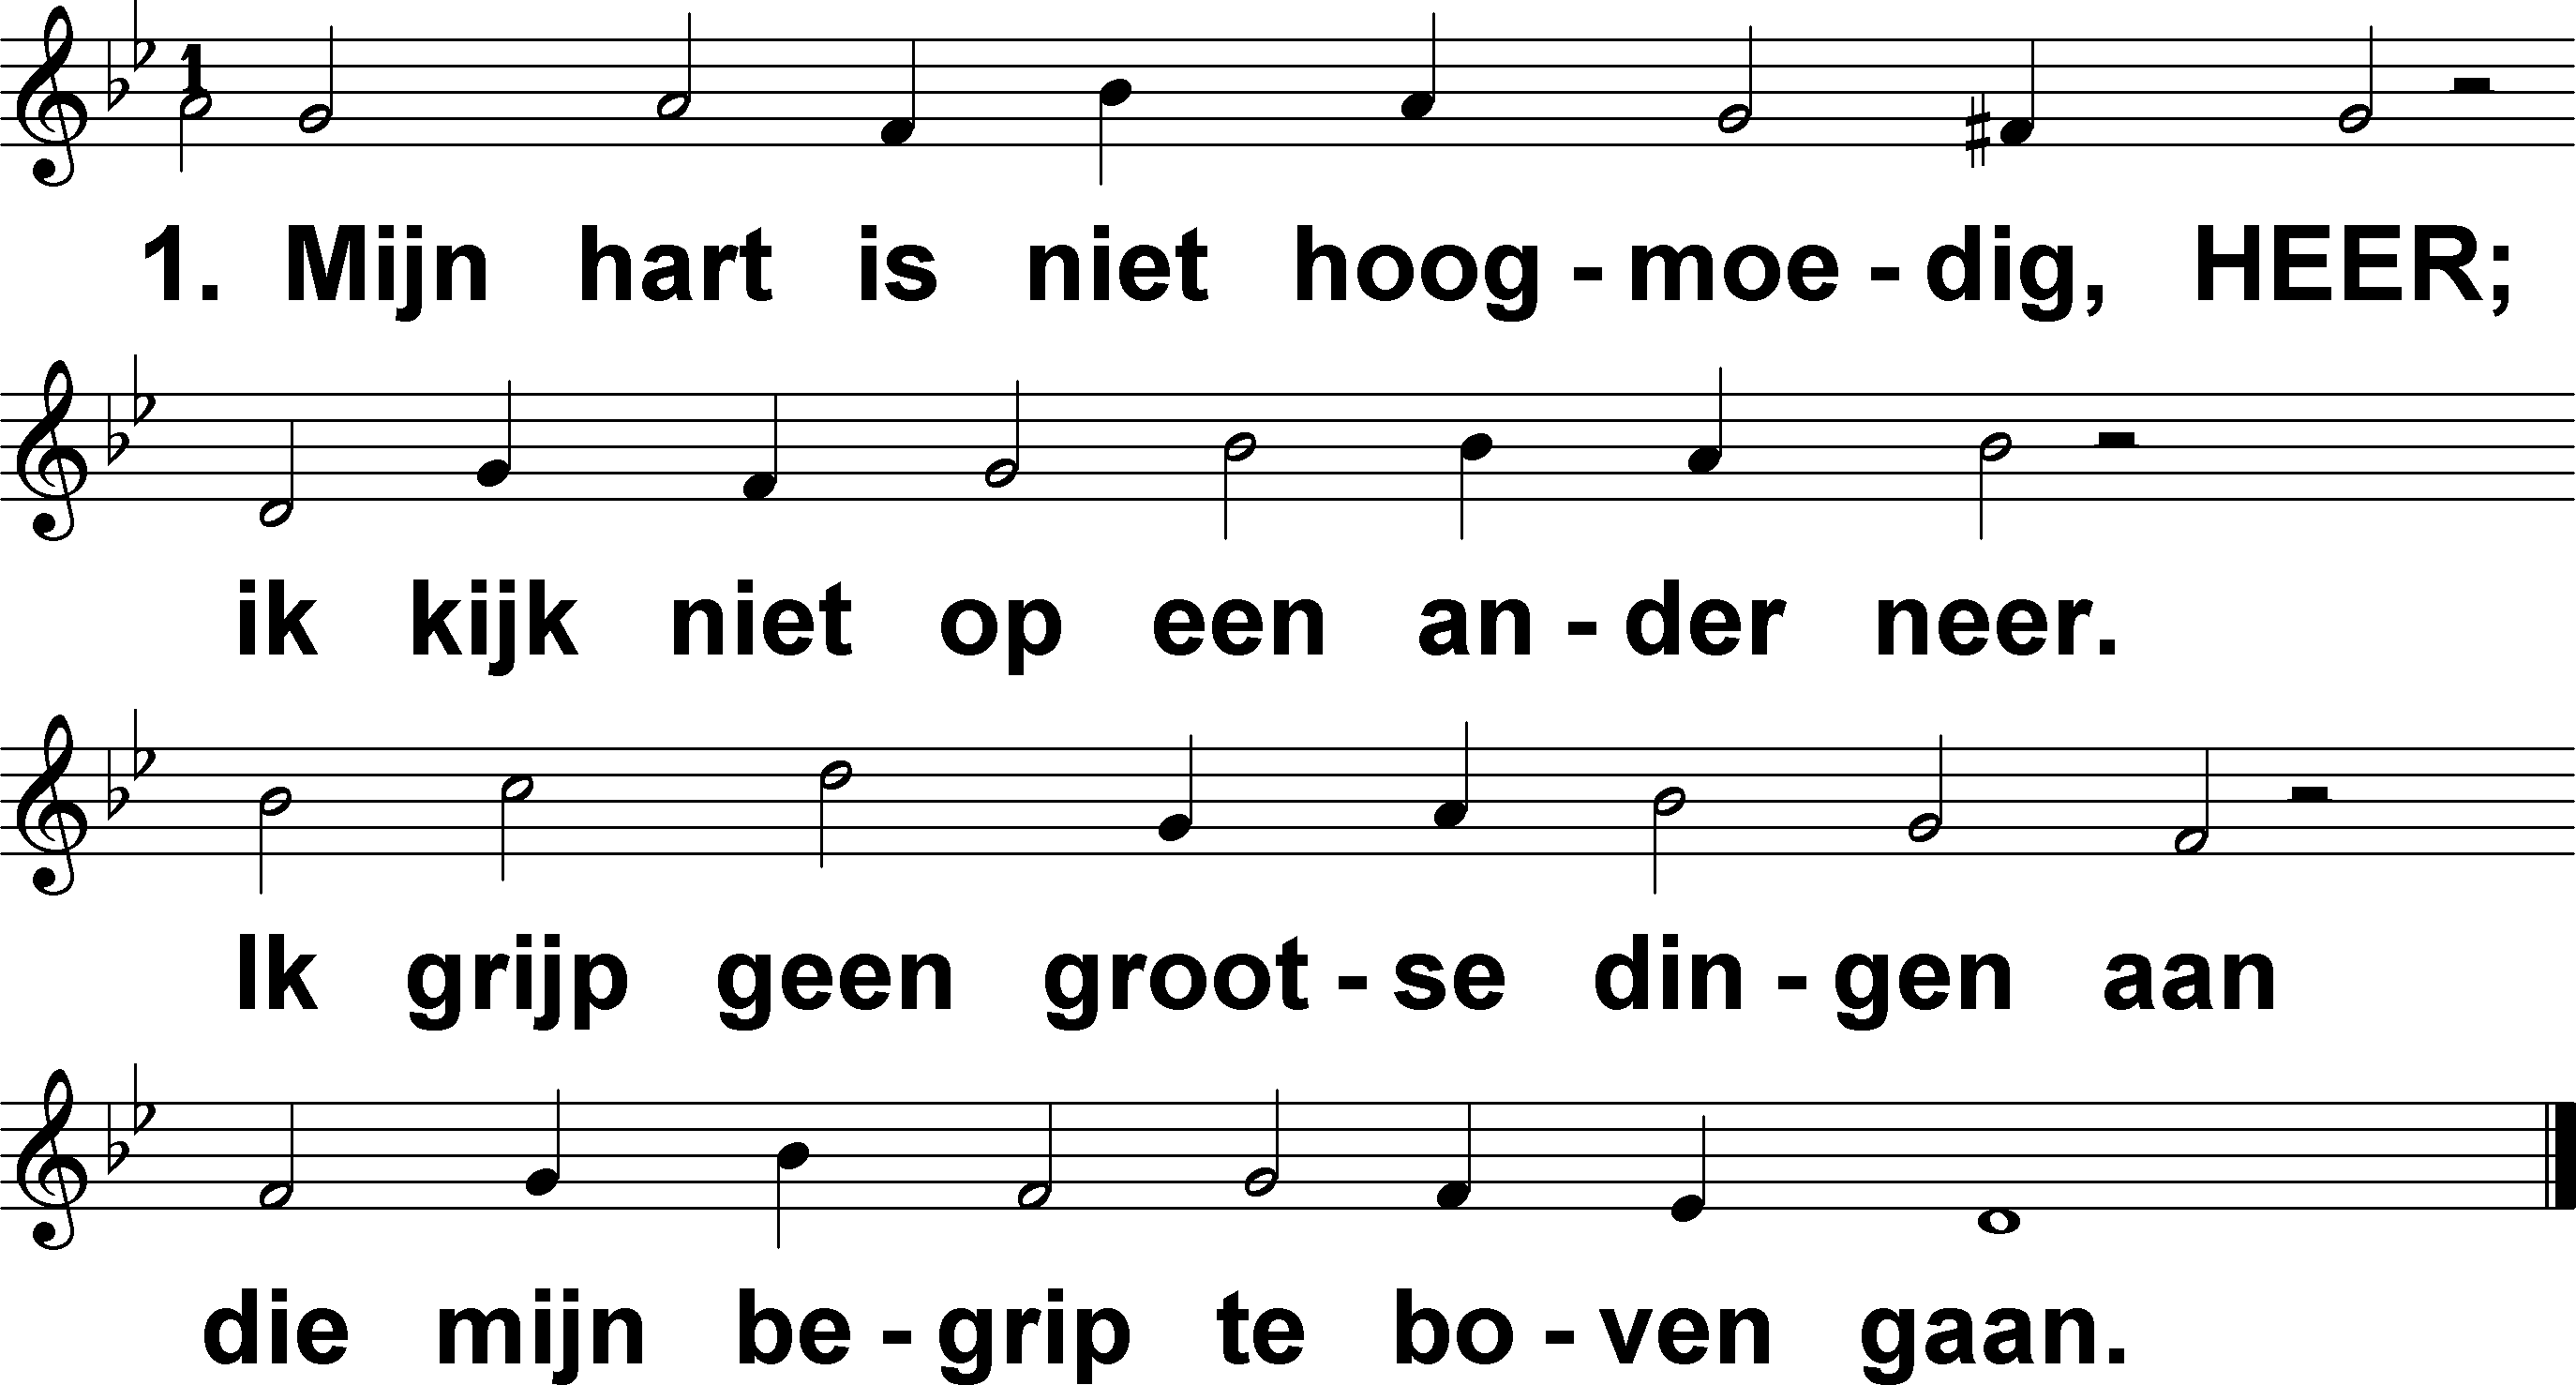 1. Mijn hart is niet hoog - moe - dig, HEER;
ik kijk niet op een an - der neer.
Ik grijp geen groot - se din - gen aan
die mijn be - grip te bo - ven gaan.